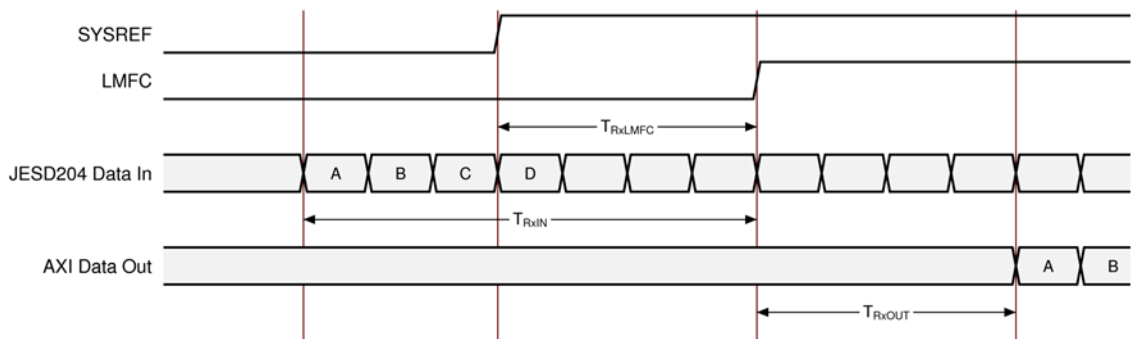 SYSREF
LMFC
T_RxLMFC
JESD204 Data In A B C D
T_RxIN
AXI Data Out A B
T_RxOUT